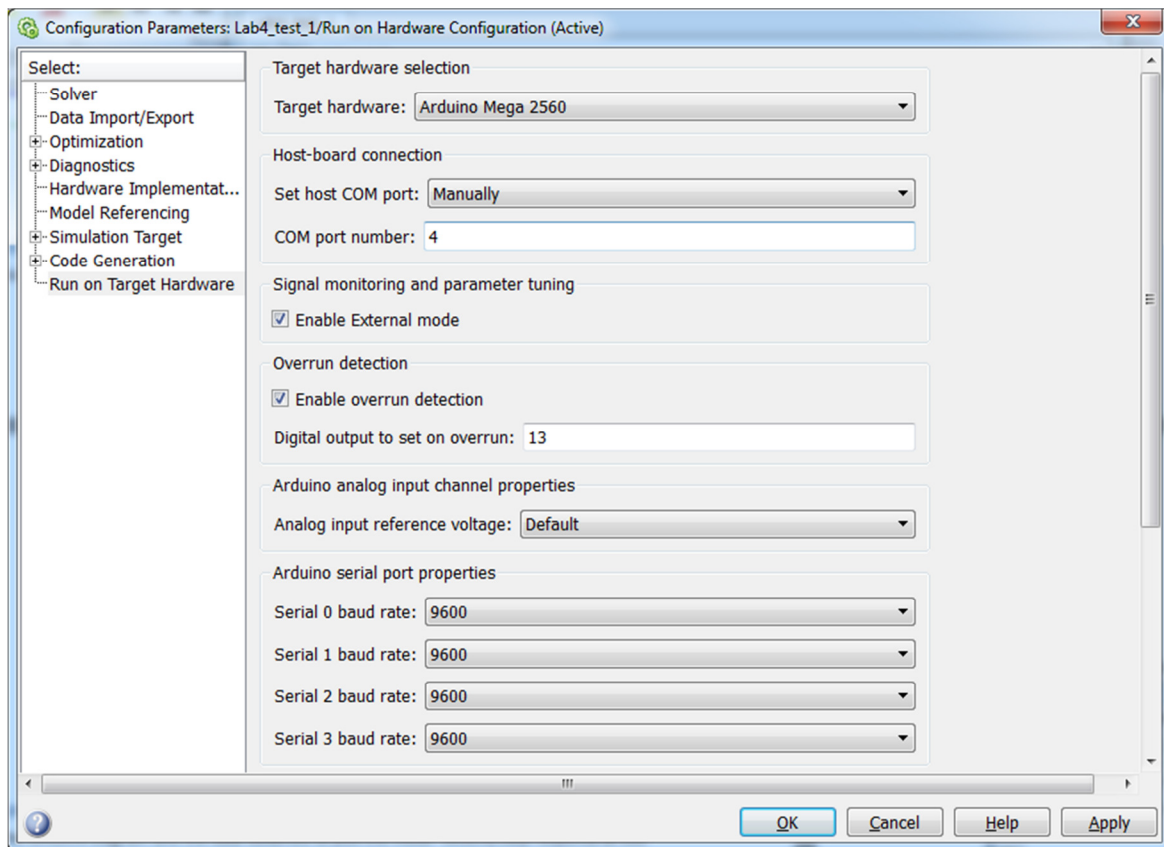 Configuration Parameters: Lab4_test_1/Run on Hardware Configuration (Active)
Select:
Solver
Data Import/Export
Optimization
Diagnostics
Hardware Implementat...
Model Referencing
Simulation Target
Code Generation
Run on Target Hardware
Target hardware selection
Target hardware: Arduino Mega 2560
Host-board connection
Set host COM port: Manually
COM port number: 4
Signal monitoring and parameter tuning
Enable External mode
Overrun detection
Enable overrun detection
Digital output to set on overrun: 13
Arduino analog input channel properties
Analog input reference voltage: Default
Arduino serial port properties
Serial 0 baud rate: 9600
Serial 1 baud rate: 9600
Serial 2 baud rate: 9600
Serial 3 baud rate: 9600
OK Cancel Help Apply